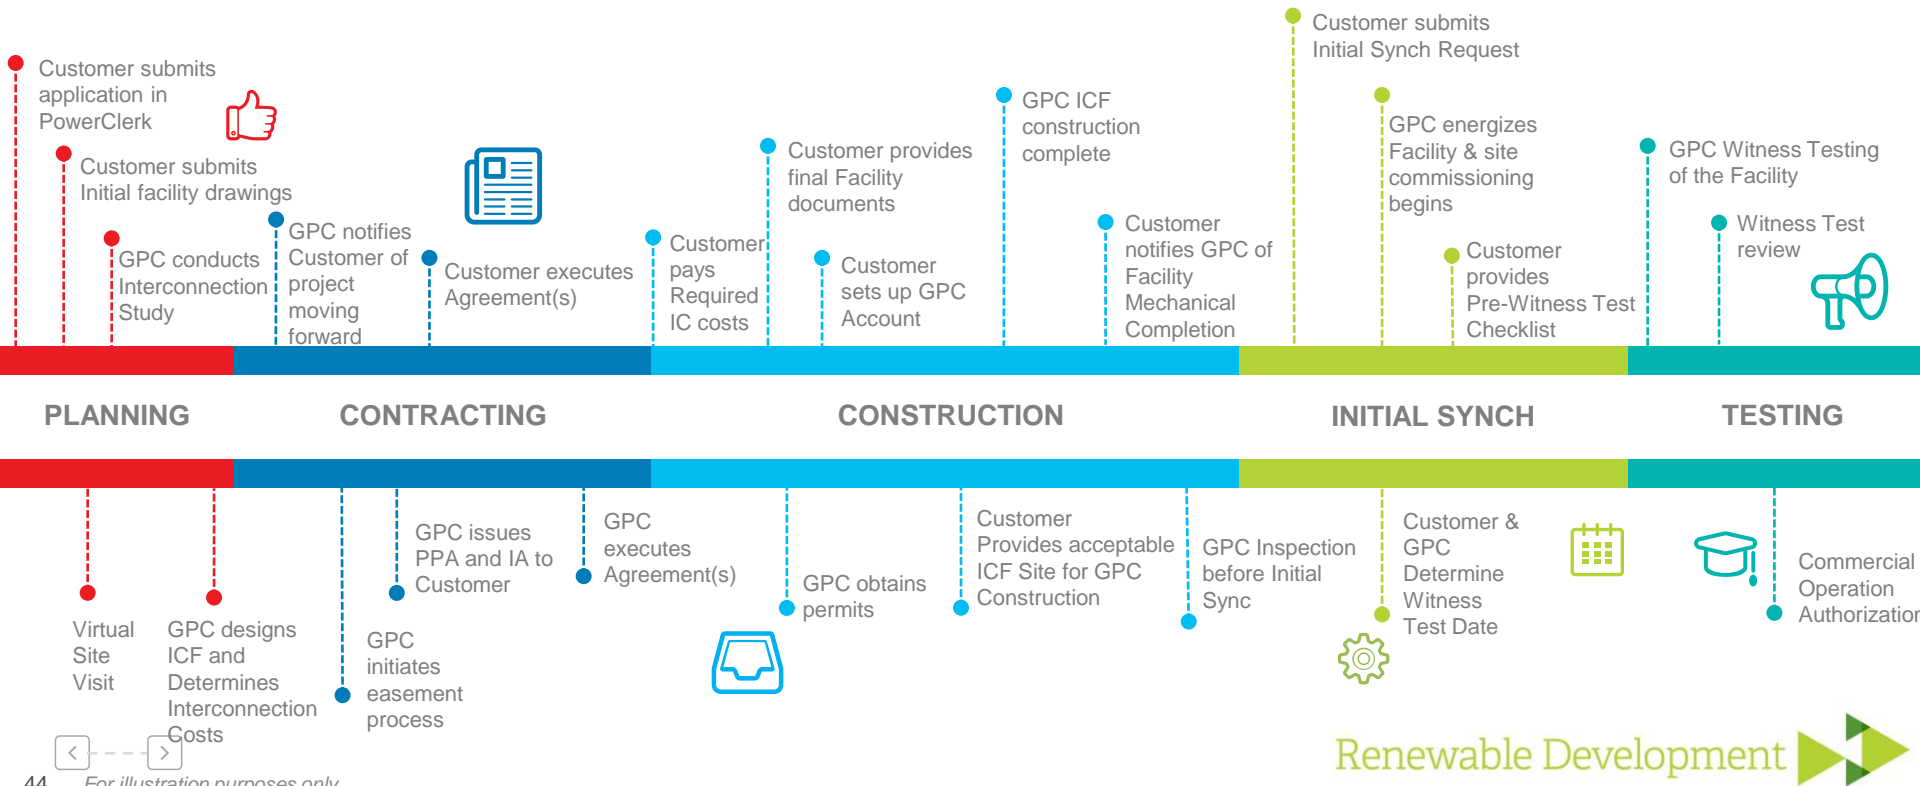 Customer submits
application in
PowerClerk
Customer submits
Initial facility drawings
GPC conducts
Interconnection
Study
GPC notifies
Customer of
project
moving
forward
Customer executes
Agreement(s)
Customer
pays
Required
IC costs
Customer provides
final Facility
documents
Customer
sets up GPC
Account
GPC ICF
construction
complete
Customer
notifies GPC of
Facility
Mechanical
Completion
Customer submits
Initial Synch Request
GPC energizes
Facility & site
commissioning
begins
Customer
provides
Pre-Witness Test
Checklist
GPC Witness Testing
of the Facility
Witness Test
review
PLANNING
CONTRACTING
CONSTRUCTION
INITIAL SYNCH
TESTING
Virtual
Site
Visit
GPC designs
ICF and
Determines
Interconnection
Costs
GPC
initiates
easement
process
GPC issues
PPA and IA to
Customer
GPC
executes
Agreement(s)
GPC obtains
permits
Customer
Provides acceptable
ICF Site for GPC
Construction
GPC Inspection
before Initial
Sync
Customer &
GPC
Determine
Witness
Test Date
Commercial
Operation
Authorization
Renewable Development
44
For illustration purposes only